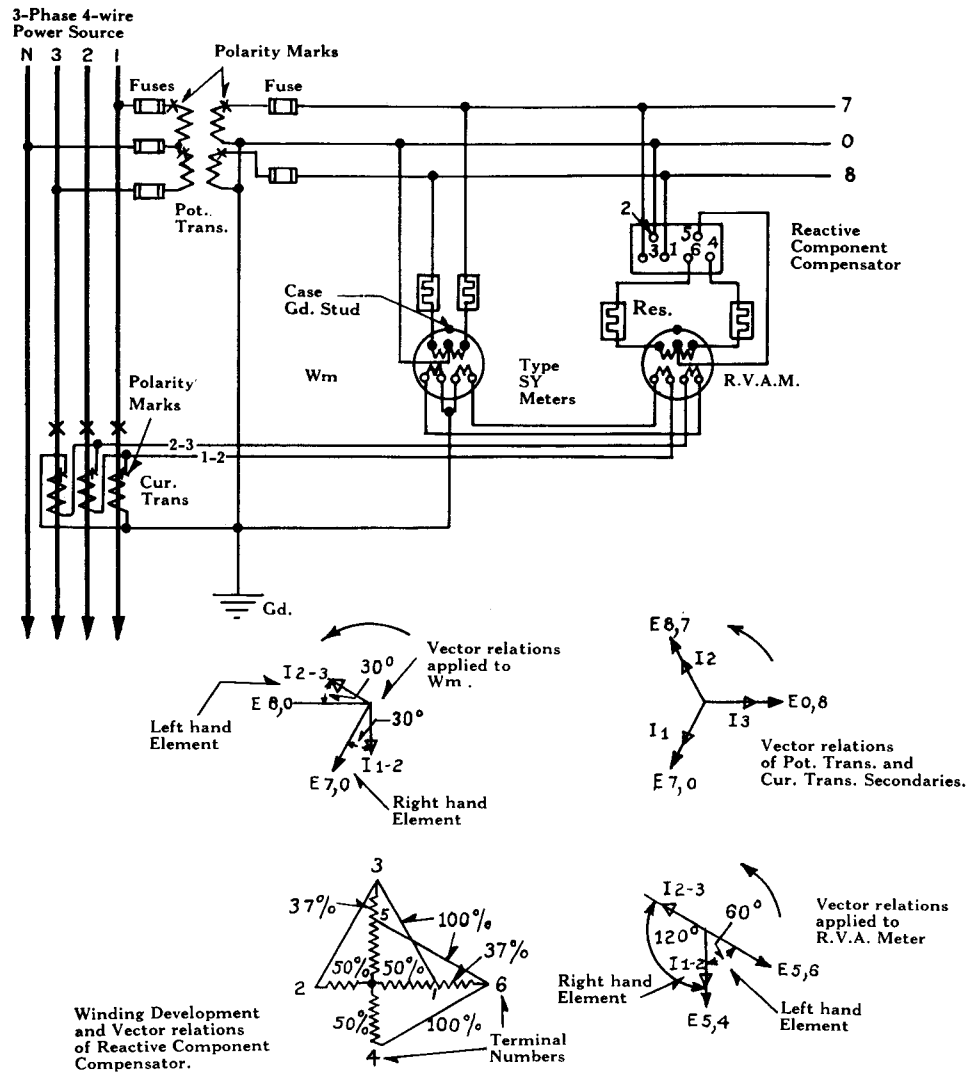 3-Phase 4-wire
Power Source
N 3 2 1
Polarity Marks
Fuses
Fuse
7
0
8
Pot.
Trans.
2
5
4
3 1 6
Reactive
Component
Compensator
Case
Gd. Stud
Res.
Wm
Type
SY
Meters
R.V.A.M.
Polarity
Marks
2-3
1-2
Cur.
Trans
Gd.
I2-3
30°
Vector relations
applied to
Wm.
E 8,0
Left hand
Element
30°
I1-2
E7,0
Right hand
Element
E8,7
I2
E0,8
I3
I1
E7,0
Vector relations
of Pot. Trans. and
Cur. Trans. Secondaries.
3
37%
5
100%
37%
50% 50%
2
1
6
50%
100%
4
Terminal
Numbers
Winding Development
and Vector relations
of Reactive Component
Compensator.
I2-3
60°
120°
Vector relations
applied to
R.V.A. Meter
I1-2
E5,6
Right hand
Element
Left hand
Element
E5,4